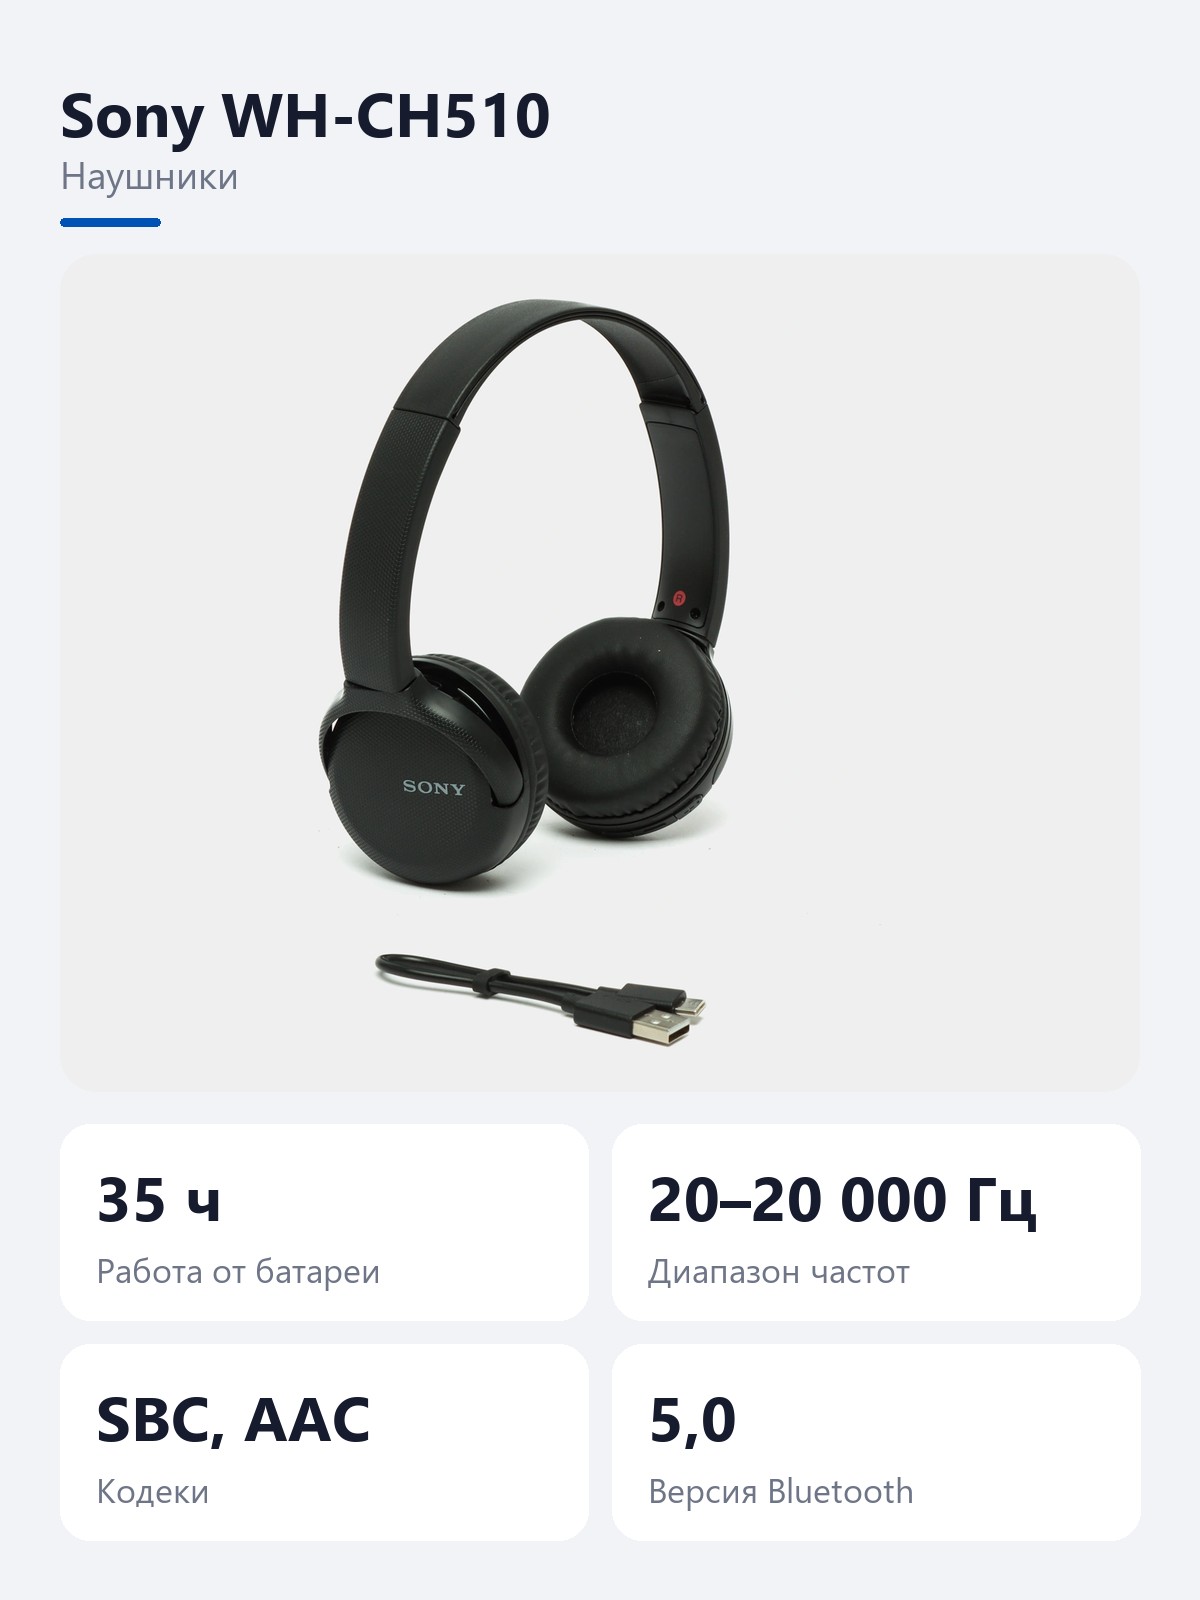 Sony WH-CH510
Наушники
R
SONY
35 ч
20–20 000 Гц
Работа от батареи
Диапазон частот
SBC, AAC
5,0
Кодеки
Версия Bluetooth